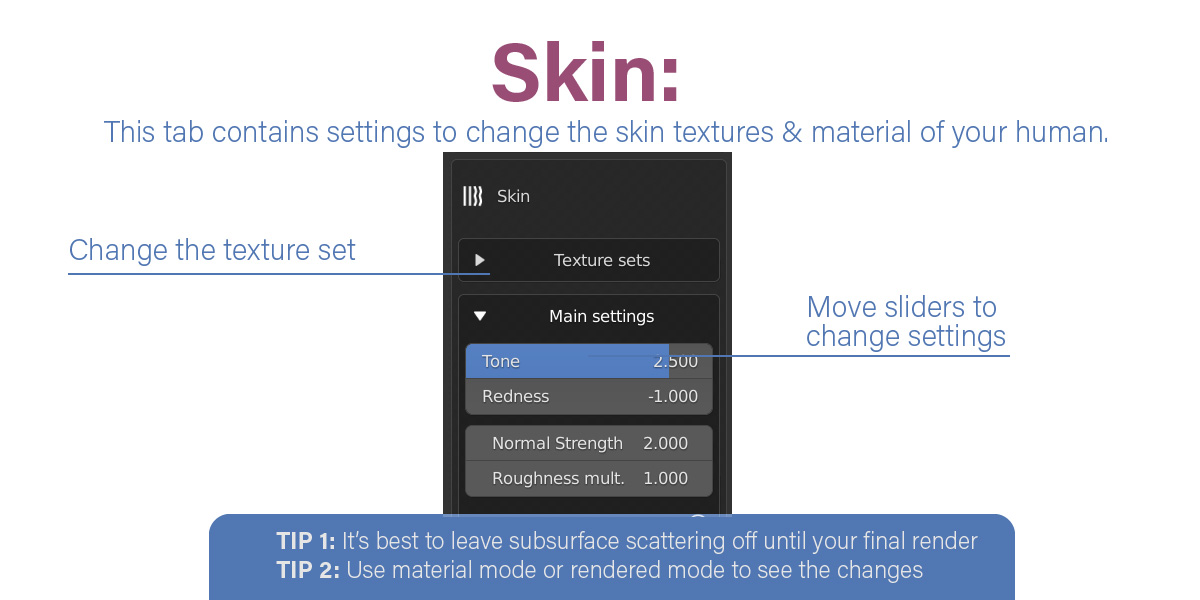 Skin:
This tab contains settings to change the skin textures & material of your human.
Skin
Change the texture set
Texture sets
Main settings
Move sliders to
change settings
Tone 2.500
Redness -1.000
Normal Strength 2.000
Roughness mult. 1.000
TIP 1: It's best to leave subsurface scattering off until your final render
TIP 2: Use material mode or rendered mode to see the changes